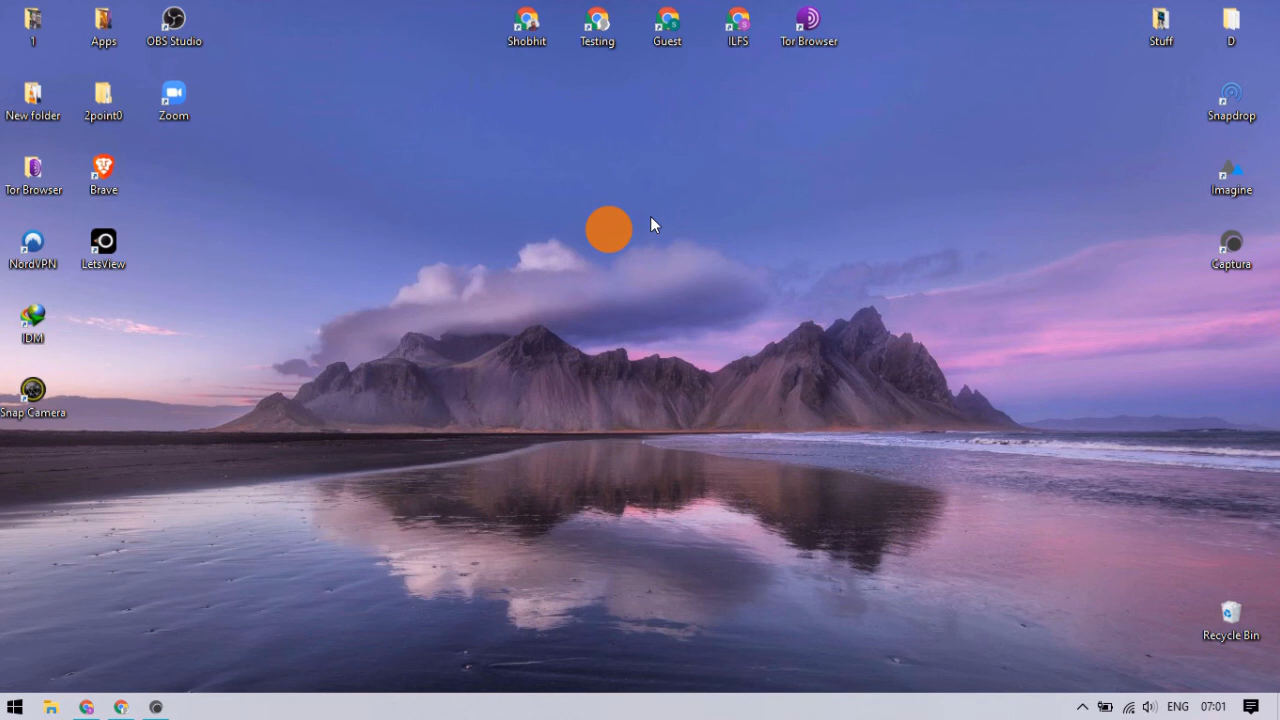 1
Apps
OBS Studio
Shobhit
Testing
Guest
ILFS
Tor Browser
Stuff
D
New folder
2point0
Zoom
Snapdrop
Tor Browser
Brave
Imagine
NordVPN
LetsView
Captura
IDM
Snap Camera
Recycle Bin
ENG
07:01